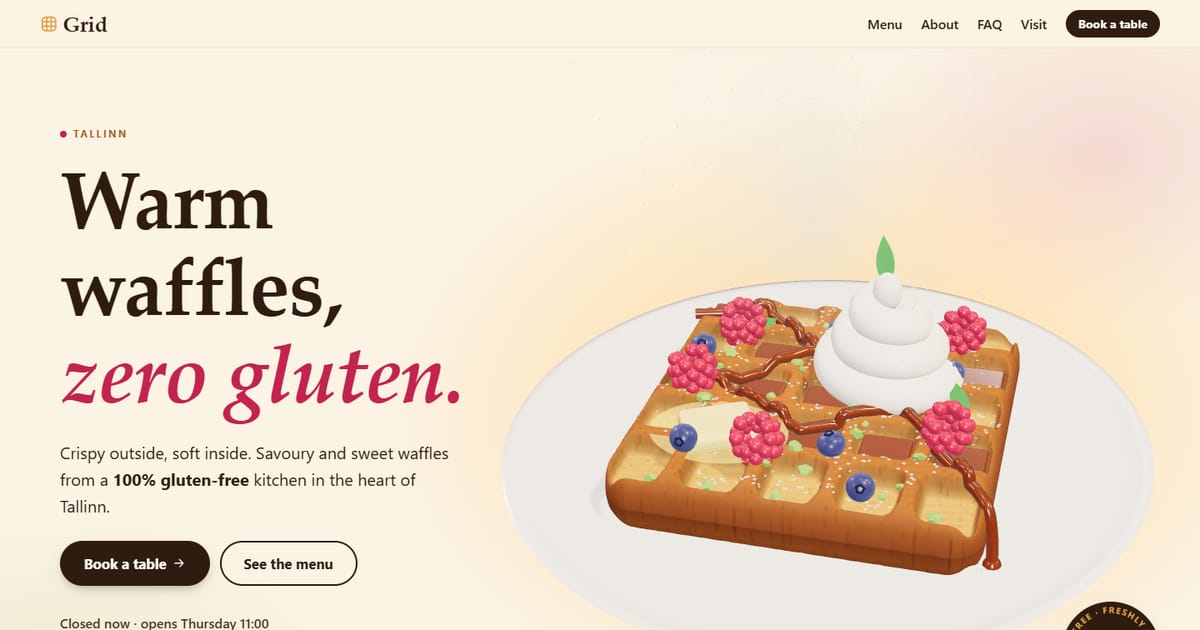 Grid
Menu
About
FAQ
Visit
Book a table
TALLINN
Warm
waffles,
zero gluten.
Crispy outside, soft inside. Savoury and sweet waffles
from a 100% gluten-free kitchen in the heart of
Tallinn.
Book a table →
See the menu
Closed now · opens Thursday 11:00
FREE · FRESHLY